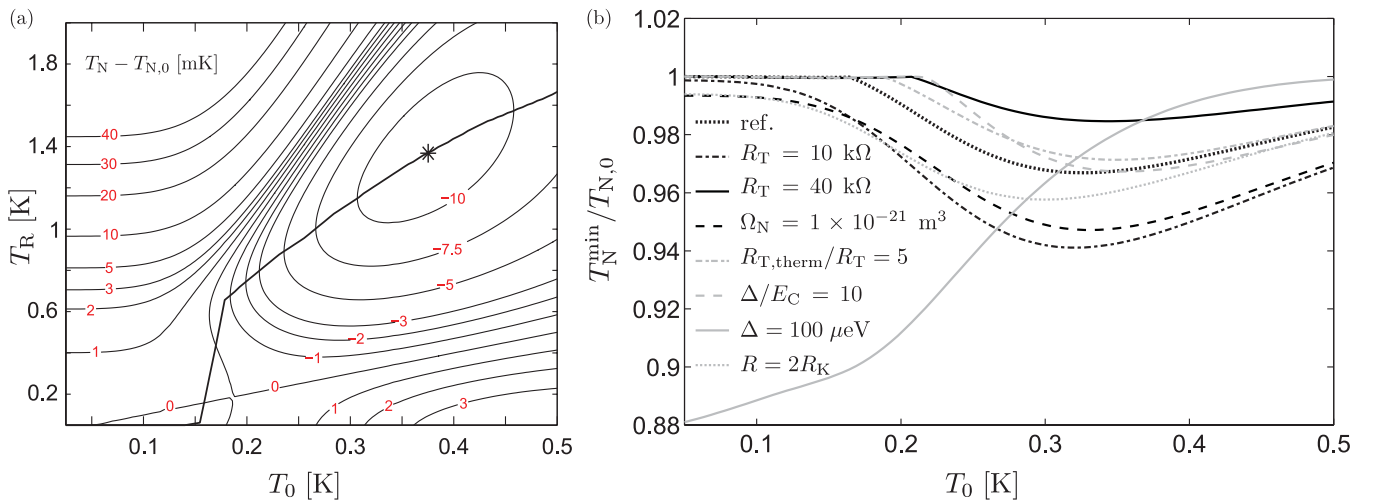 (a)
T_N − T_{N,0} [mK]
40
30
20
10
5
3
2
1
0
0
−10
−7.5
−5
−3
−2
−1
1
2
3
1.8
1.4
1
0.6
0.2
T_R [K]
0.1
0.2
0.3
0.4
0.5
T_0 [K]
(b)
1.02
1
0.98
0.96
0.94
0.92
0.9
0.88
T_N^{min}/T_{N,0}
ref.
R_T = 10 kΩ
R_T = 40 kΩ
Ω_N = 1 × 10^{−21} m^3
R_{T,therm}/R_T = 5
Δ/E_C = 10
Δ = 100 μeV
R = 2R_K
0.1
0.2
0.3
0.4
0.5
T_0 [K]